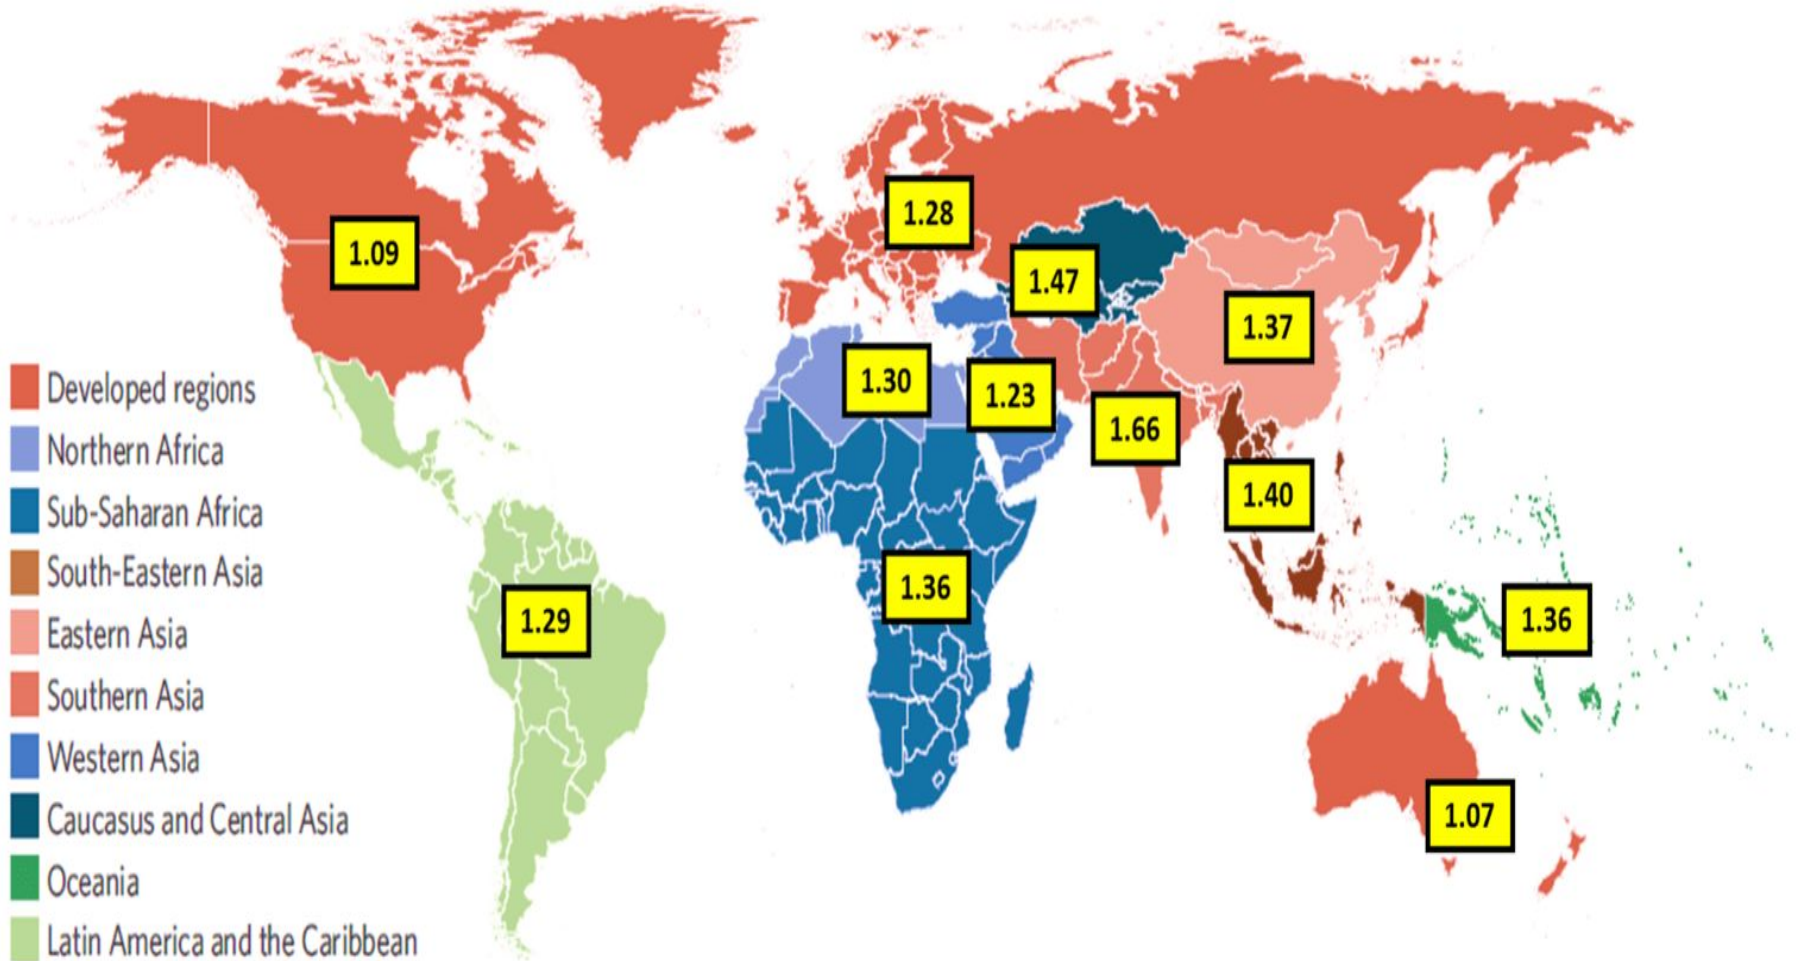 1.09
1.28
1.47
1.37
1.30
1.23
1.66
1.40
1.36
1.29
1.36
1.07
Developed regions
Northern Africa
Sub-Saharan Africa
South-Eastern Asia
Eastern Asia
Southern Asia
Western Asia
Caucasus and Central Asia
Oceania
Latin America and the Caribbean